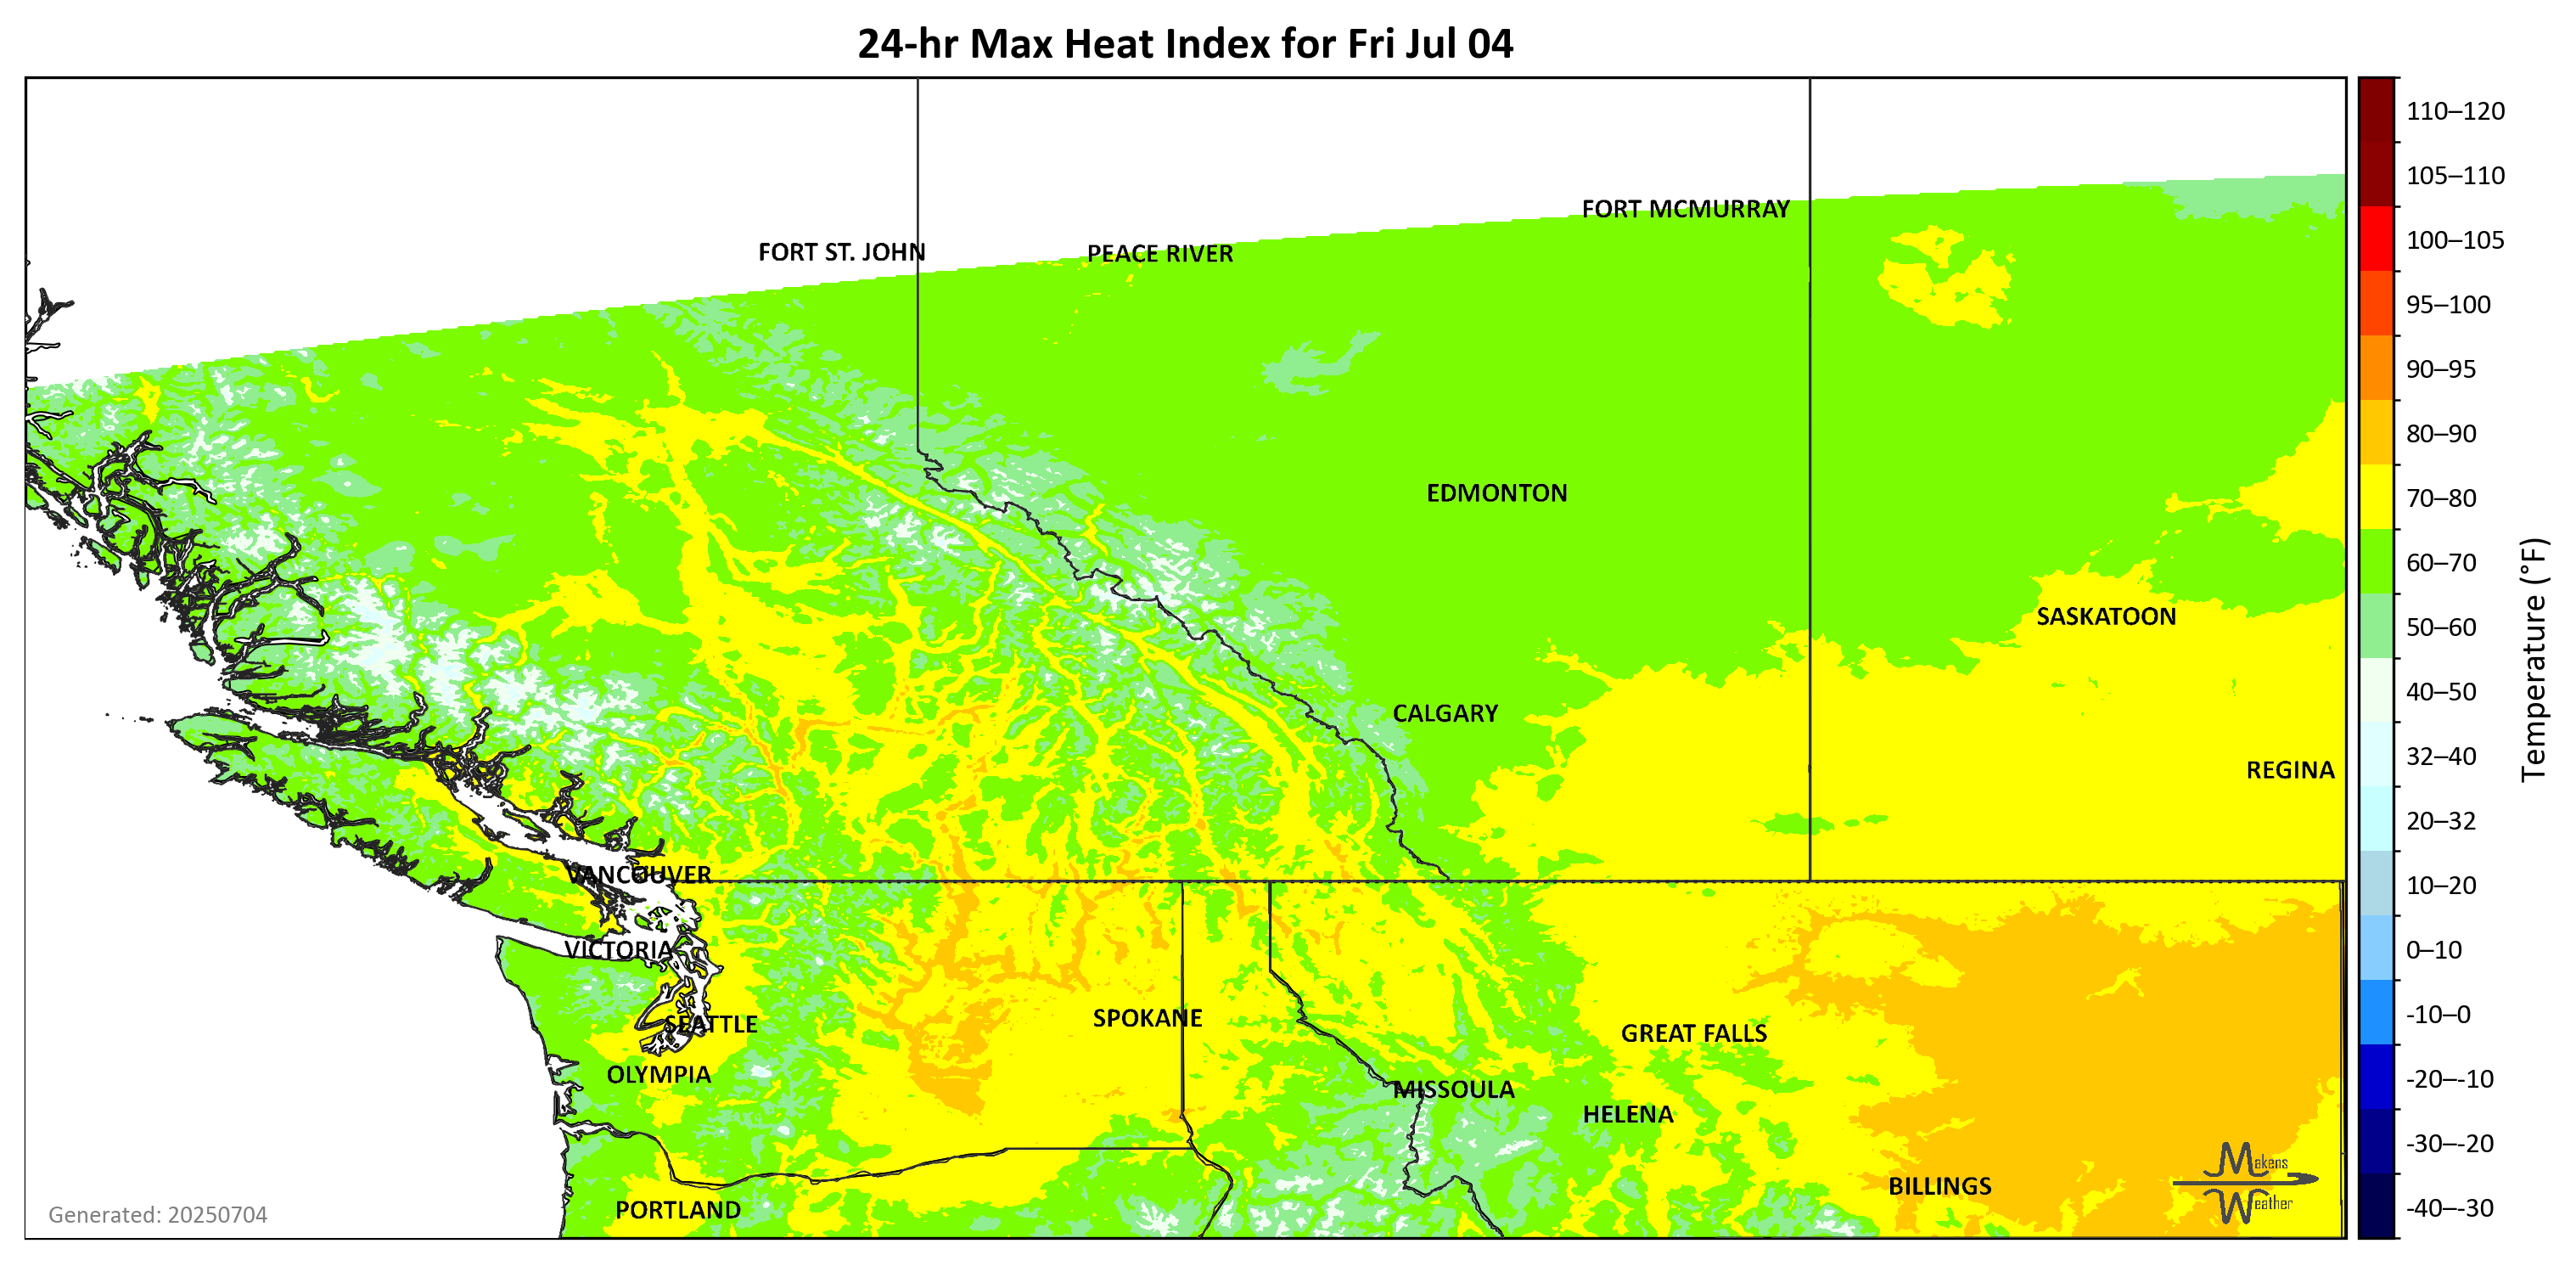 24-hr Max Heat Index for Fri Jul 04
110–120
105–110
FORT MCMURRAY
100–105
FORT ST. JOHN
PEACE RIVER
95–100
90–95
80–90
EDMONTON
70–80
60–70
SASKATOON
50–60
Temperature (°F)
40–50
CALGARY
32–40
REGINA
20–32
VANCOUVER
10–20
VICTORIA
0–10
SPOKANE
SEATTLE
-10–0
GREAT FALLS
OLYMPIA
-20–-10
MISSOULA
HELENA
-30–-20
Makens
BILLINGS
Weather
PORTLAND
-40–-30
Generated: 20250704